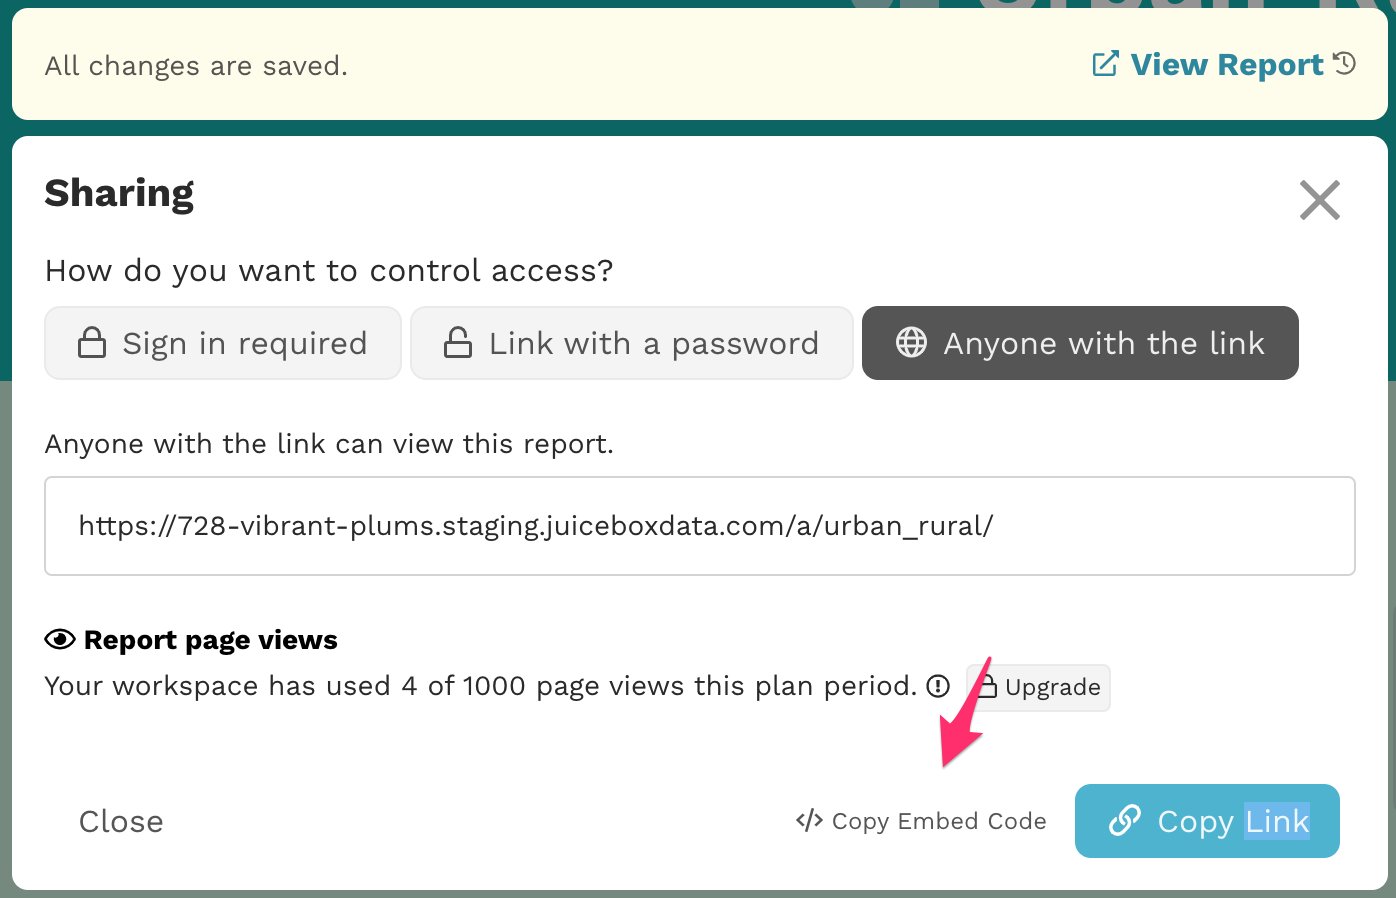 All changes are saved.
View Report
Sharing
How do you want to control access?
Sign in required
Link with a password
Anyone with the link
Anyone with the link can view this report.
https://728-vibrant-plums.staging.juiceboxdata.com/a/urban_rural/
Report page views
Your workspace has used 4 of 1000 page views this plan period.
Upgrade
Close
</> Copy Embed Code
Copy Link